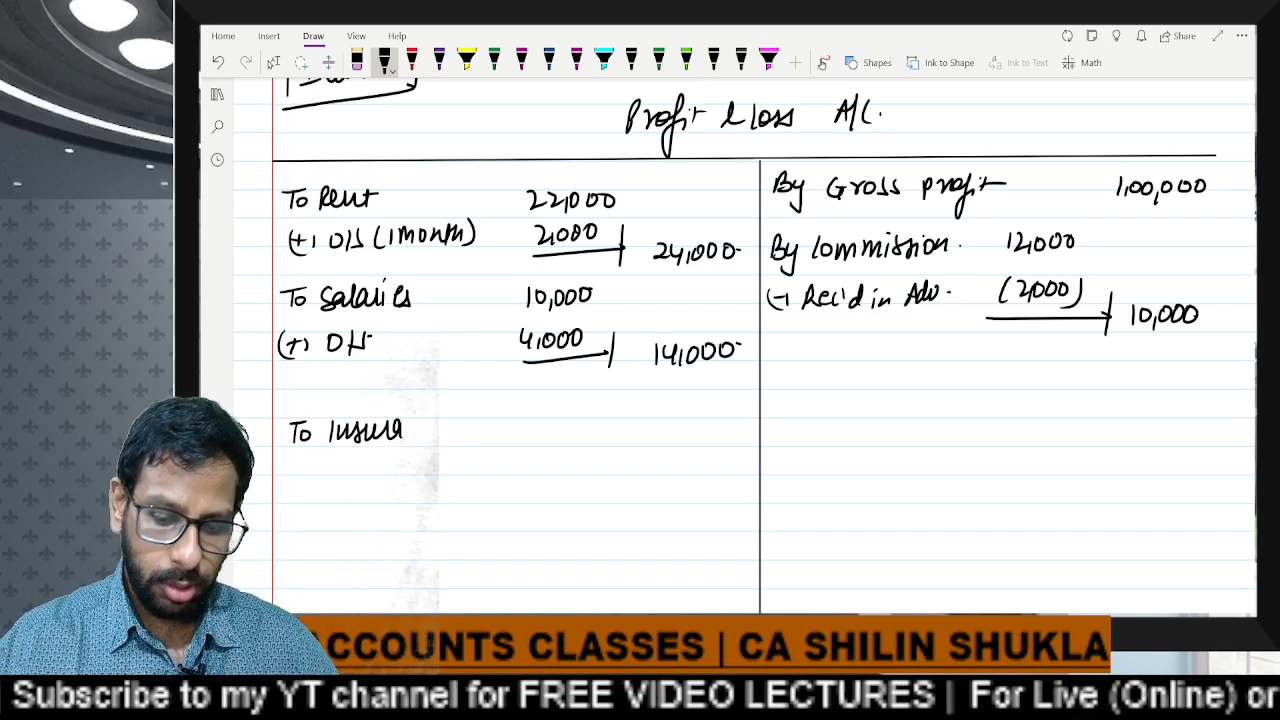 Home Insert Draw View Help
Share
Shapes Ink to Shape Ink to Text Math
Profit & Loss A/C.
To Rent 22,000
(+) O/S (1 Month) 2,000 24,000
To Salaries 10,000
(+) O/S 4,000 14,000
To Insura
By Gross profit 1,00,000
By Commission. 12,000
(-) Rec'd in Adv. (2,000) 10,000
ACCOUNTS CLASSES | CA SHILIN SHUKLA
Subscribe to my YT channel for FREE VIDEO LECTURES | For Live (Online) or